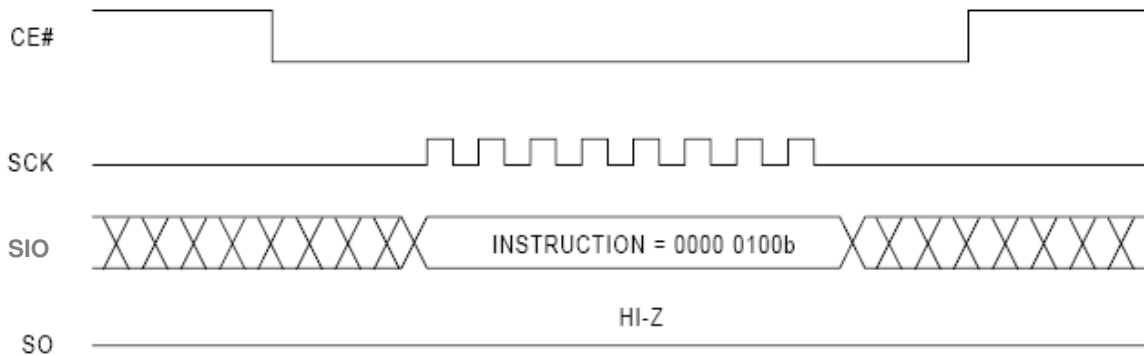 CE#
SCK
SIO
INSTRUCTION = 0000 0100b
HI-Z
SO